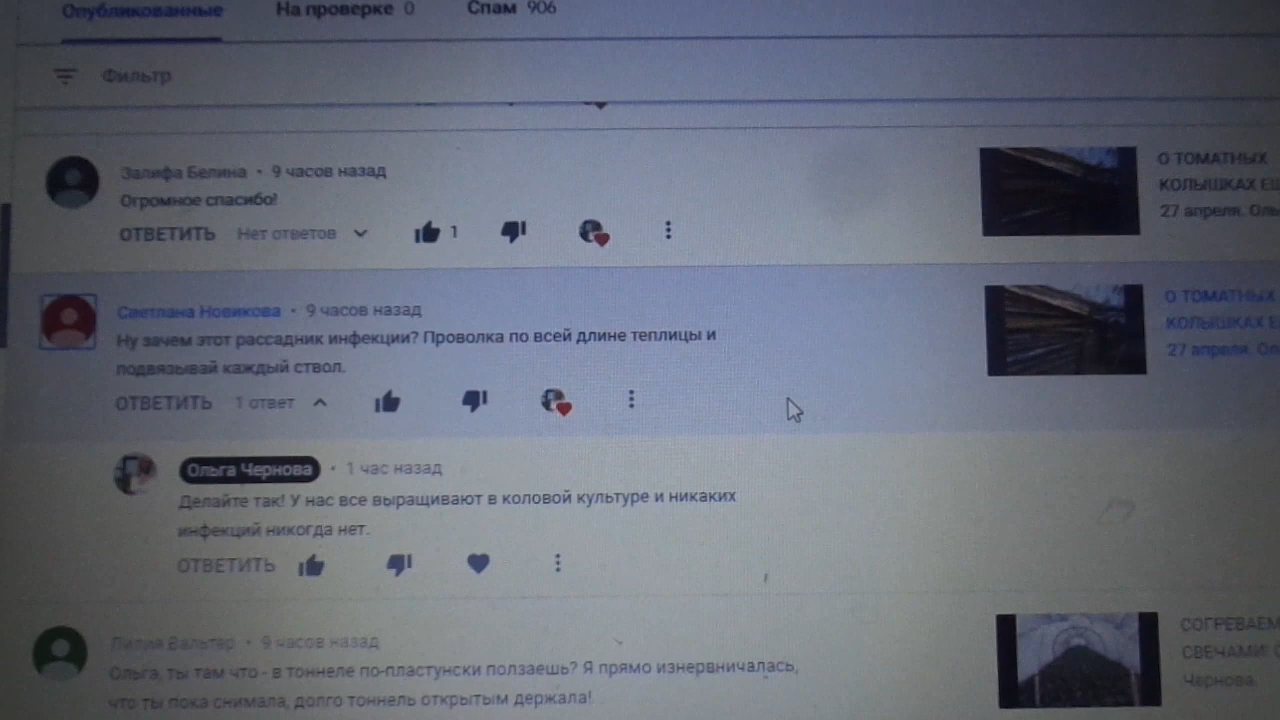 Опубликованные На проверке 0 Спам 906
Фильтр
Залифа Белина • 9 часов назад
Огромное спасибо!
ОТВЕТИТЬ Нет ответов 1
О ТОМАТНЫХ
КОЛЫШКАХ ЕЩ
27 апреля. Оль
Светлана Новикова • 9 часов назад
Ну зачем этот рассадник инфекции? Проволка по всей длине теплицы и
подвязывай каждый ствол.
ОТВЕТИТЬ 1 ответ
О ТОМАТНЫХ
КОЛЫШКАХ Е
27 апреля. Ол
Ольга Чернова • 1 час назад
Делайте так! У нас все выращивают в коловой культуре и никаких
инфекций никогда нет.
ОТВЕТИТЬ
Лилия Вальтер • 9 часов назад
Ольга, ты там что - в тоннеле по-пластунски ползаешь? Я прямо изнервничалась,
что ты пока снимала, долго тоннель открытым держала!
СОГРЕВАЕМ
СВЕЧАМИ!
Чернова.